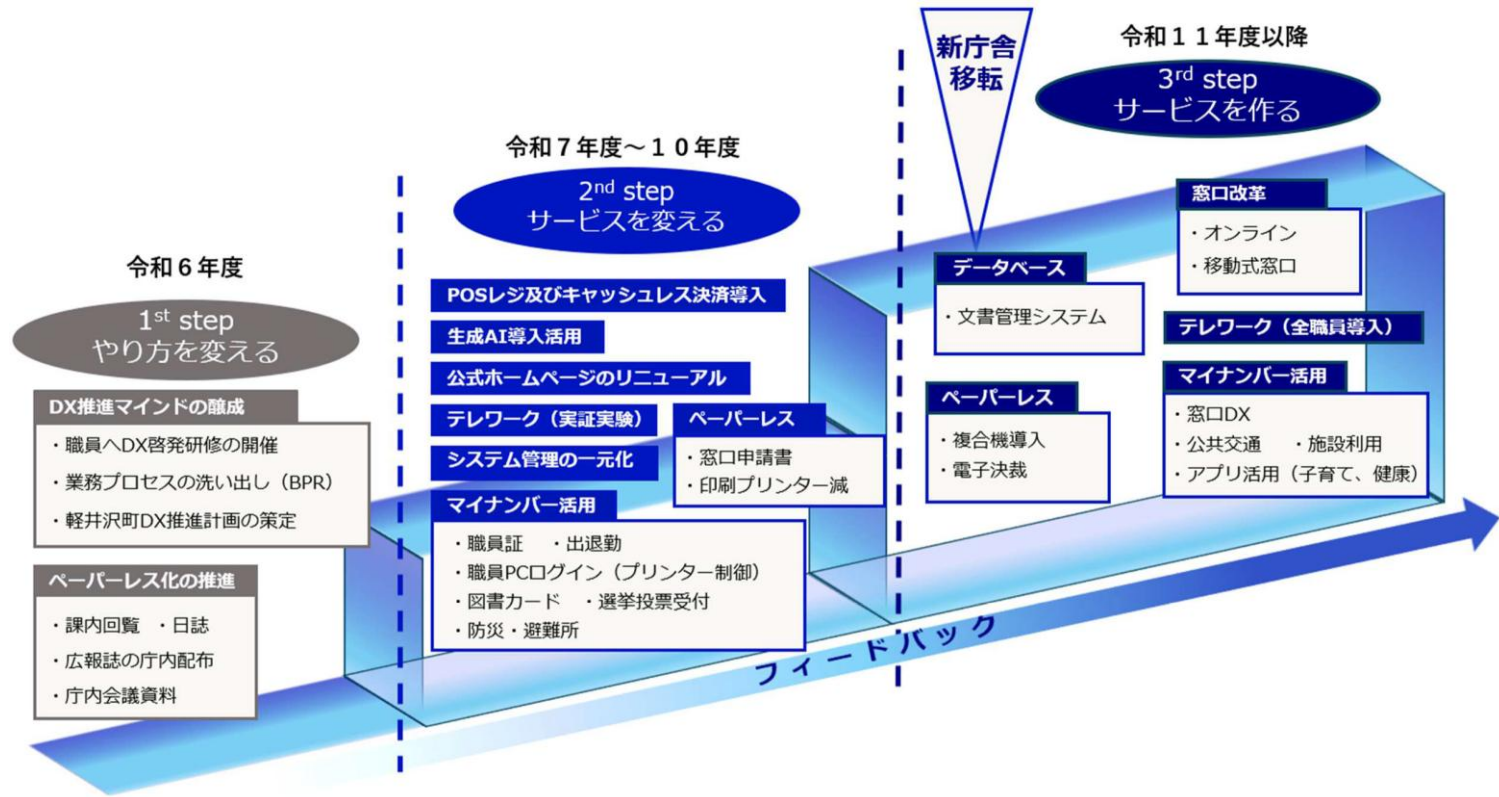 令和６年度
1st step
やり方を変える
DX推進マインドの醸成
・職員へDX啓発研修の開催
・業務プロセスの洗い出し（BPR）
・軽井沢町DX推進計画の策定
ペーパーレス化の推進
・課内回覧　・日誌
・広報誌の庁内配布
・庁内会議資料
令和７年度～１０年度
2nd step
サービスを変える
POSレジ及びキャッシュレス決済導入
生成AI導入活用
公式ホームページのリニューアル
テレワーク（実証実験）
システム管理の一元化
ペーパーレス
・窓口申請書
・印刷プリンター減
マイナンバー活用
・職員証　・出退勤
・職員PCログイン（プリンター制御）
・図書カード　・選挙投票受付
・防災・避難所
新庁舎
移転
令和１１年度以降
3rd step
サービスを作る
データベース
・文書管理システム
ペーパーレス
・複合機導入
・電子決裁
窓口改革
・オンライン
・移動式窓口
テレワーク（全職員導入）
マイナンバー活用
・窓口DX
・公共交通　・施設利用
・アプリ活用（子育て、健康）
フィードバック